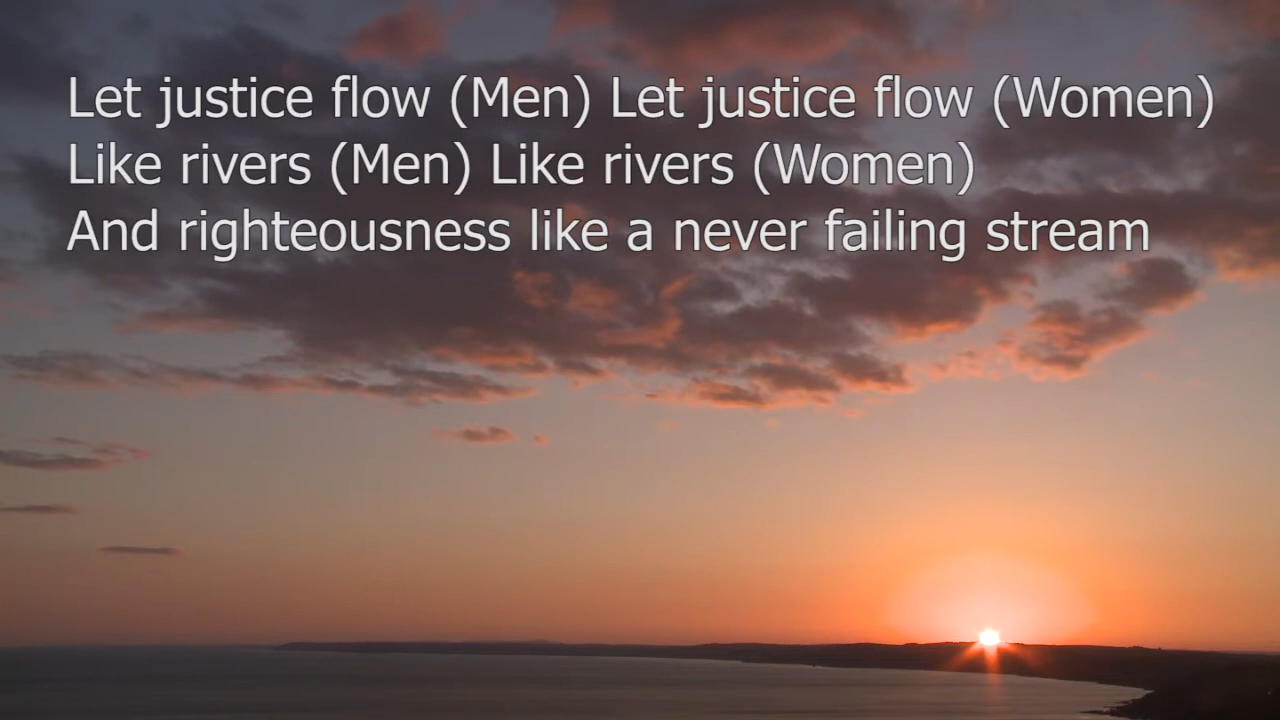 Let justice flow (Men) Let justice flow (Women)
Like rivers (Men) Like rivers (Women)
And righteousness like a never failing stream